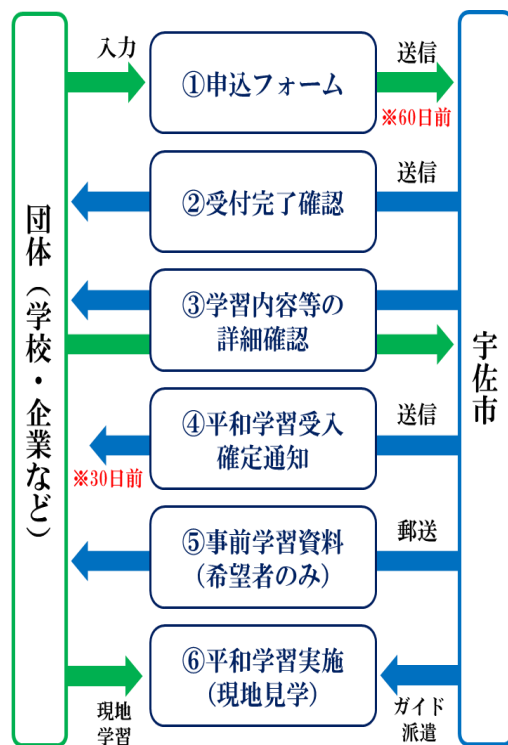 団体（学校・企業など）
宇佐市
入力
①申込フォーム
送信
※60日前
②受付完了確認
送信
③学習内容等の
詳細確認
④平和学習受入
確定通知
送信
※30日前
⑤事前学習資料
(希望者のみ)
郵送
⑥平和学習実施
(現地見学)
現地
学習
ガイド
派遣